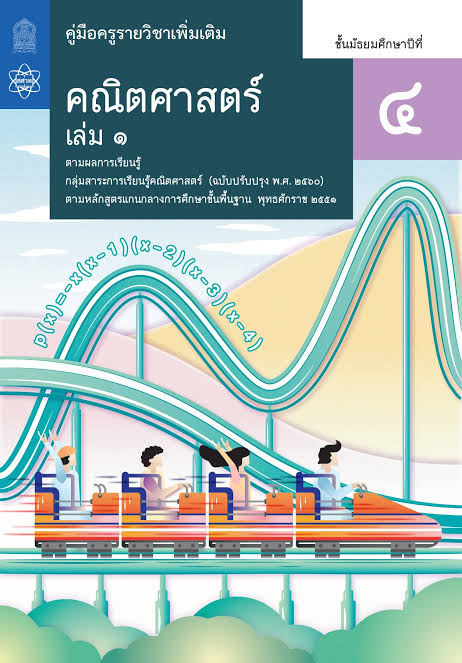 คู่มือครูรายวิชาเพิ่มเติม
ชั้นมัธยมศึกษาปีที่
๔
คณิตศาสตร์
เล่ม ๑
ตามผลการเรียนรู้
กลุ่มสาระการเรียนรู้คณิตศาสตร์ (ฉบับปรับปรุง พ.ศ. ๒๕๖๐)
ตามหลักสูตรแกนกลางการศึกษาขั้นพื้นฐาน พุทธศักราช ๒๕๕๑
สสวท
p(x)=-x(x-1)(x-2)(x-3)(x-4)